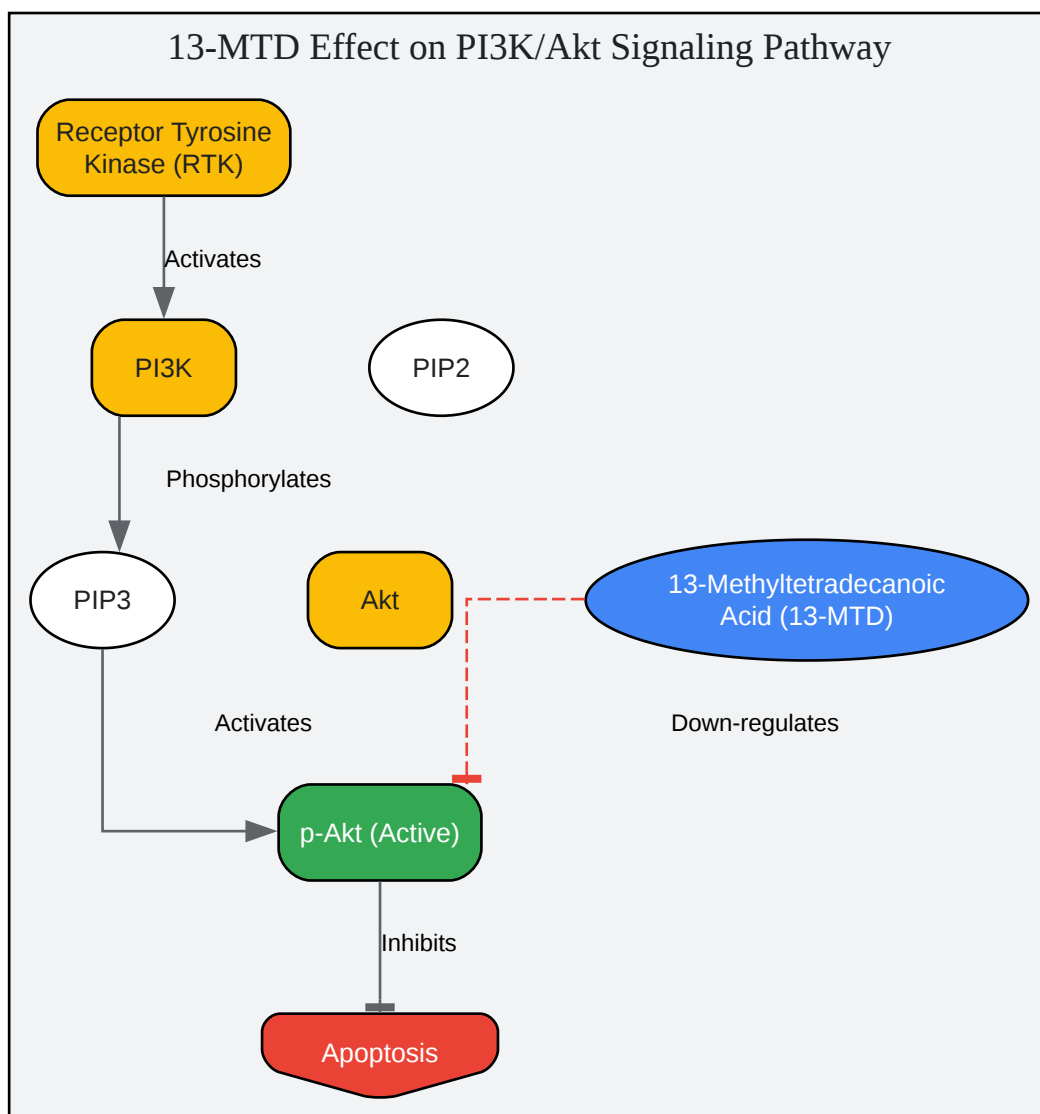 13-MTD Effect on PI3K/Akt Signaling Pathway
Receptor Tyrosine
Kinase (RTK)
Activates
PI3K
PIP2
Phosphorylates
PIP3
Akt
13-Methyltetradecanoic
Acid (13-MTD)
Activates
Down-regulates
p-Akt (Active)
Inhibits
Apoptosis